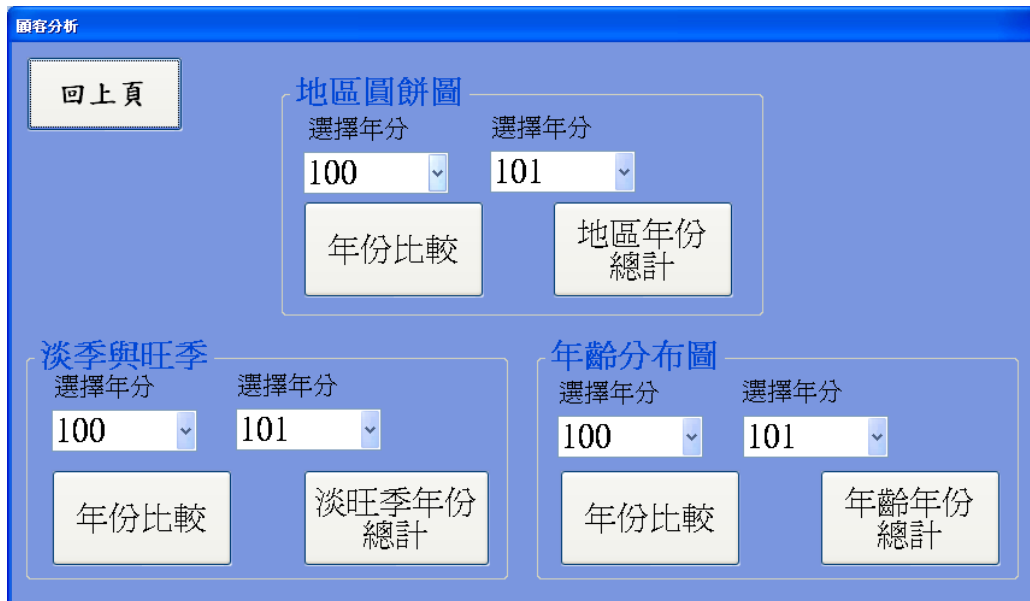 顧客分析
回上頁
地區圓餅圖
選擇年分
選擇年分
100
101
年份比較
地區年份
總計
淡季與旺季
選擇年分
選擇年分
100
101
年份比較
淡旺季年份
總計
年齡分布圖
選擇年分
選擇年分
100
101
年份比較
年齡年份
總計